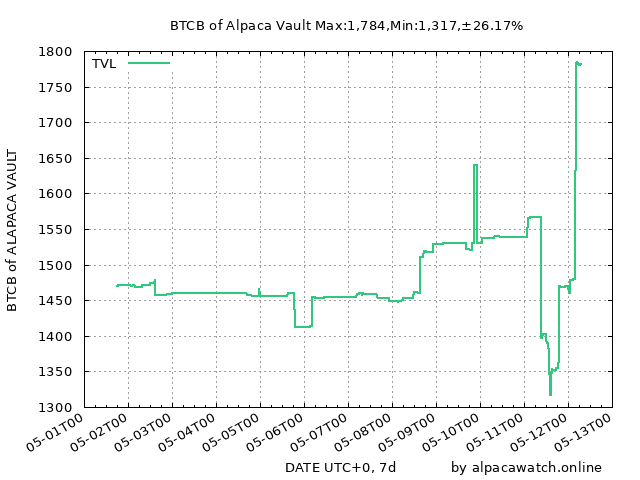 BTCB of Alpaca Vault Max:1,784,Min:1,317,±26.17%
TVL
1800
1750
1700
1650
1600
1550
1500
1450
1400
1350
1300
BTCB of ALAPACA VAULT
05-01T00
05-02T00
05-03T00
05-04T00
05-05T00
05-06T00
05-07T00
05-08T00
05-09T00
05-10T00
05-11T00
05-12T00
05-13T00
DATE UTC+0, 7d by alpacawatch.online